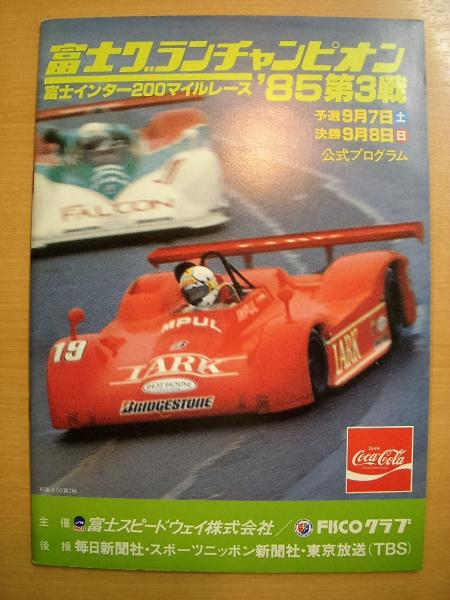 富士グランチャンピオン
富士インター200マイルレース '85第3戦
予選9月7日土
決勝9月8日日
公式プログラム
FALCON
MPUL
19
LARK
BRIDGESTONE
LARK
Drink
Coca-Cola
主催 富士スピードウェイ株式会社/FISCOクラブ
後援 毎日新聞社・スポーツニッポン新聞社・東京放送(TBS)